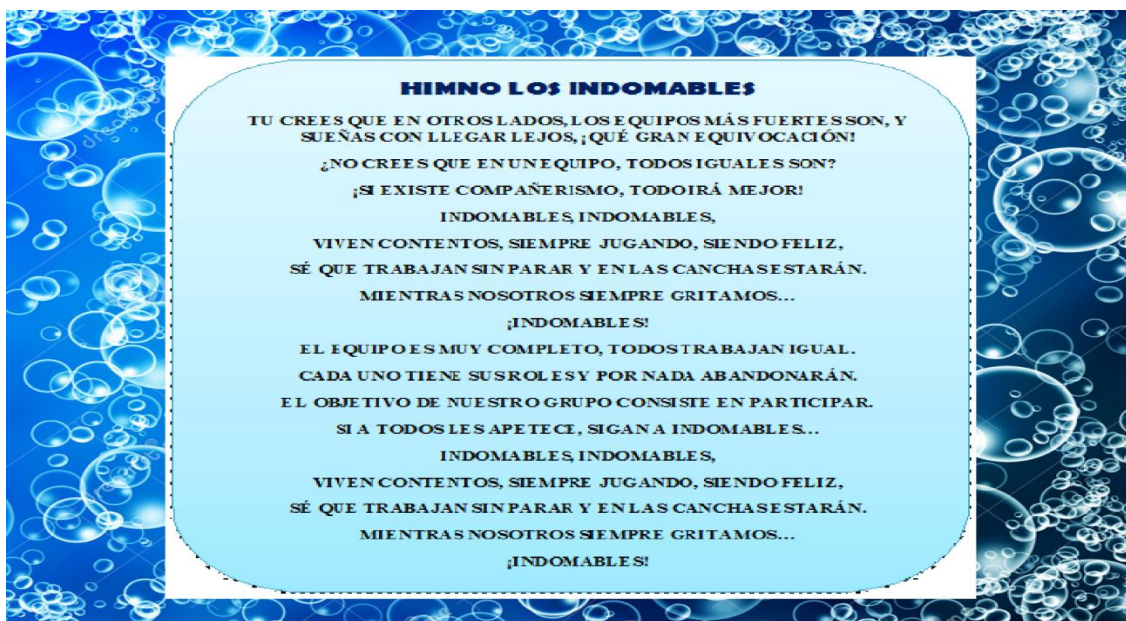 HIMNO LOS INDOMABLES
TU CREES QUE EN OTROS LADOS, LOS EQUIPOS MÁS FUERTES SON, Y
SUEÑAS CON LLEGAR LEJOS, ¡QUÉ GRAN EQUIVOCACIÓN!
¿NO CREES QUE EN UN EQUIPO, TODOS IGUALES SON?
¡SI EXISTE COMPAÑERISMO, TODO IRÁ MEJOR!
INDOMABLES, INDOMABLES,
VIVEN CONTENTOS, SIEMPRE JUGANDO, SIENDO FELIZ,
SÉ QUE TRABAJAN SIN PARAR Y EN LAS CANCHAS ESTARÁN.
MIENTRAS NOSOTROS SIEMPRE GRITAMOS...
¡INDOMABLES!
EL EQUIPO ES MUY COMPLETO, TODOS TRABAJAN IGUAL.
CADA UNO TIENE SUS ROLES Y POR NADA ABANDONARÁN.
EL OBJETIVO DE NUESTRO GRUPO CONSISTE EN PARTICIPAR.
SI A TODOS LES APETECE, SIGAN A INDOMABLES...
INDOMABLES, INDOMABLES,
VIVEN CONTENTOS, SIEMPRE JUGANDO, SIENDO FELIZ,
SÉ QUE TRABAJAN SIN PARAR Y EN LAS CANCHAS ESTARÁN.
MIENTRAS NOSOTROS SIEMPRE GRITAMOS...
¡INDOMABLES!